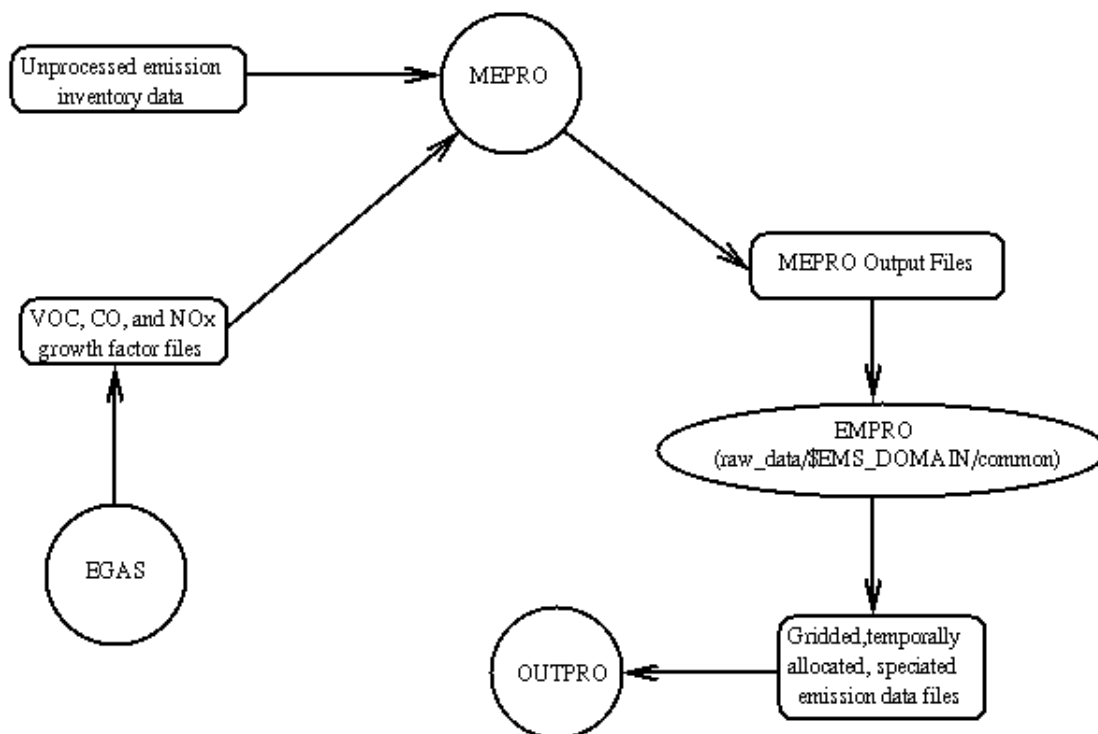 Unprocessed emission
inventory data
MEPRO
MEPRO Output Files
VOC, CO, and NOx
growth factor files
EMPRO
(raw_data/$EMS_DOMAIN/common)
EGAS
OUTPRO
Gridded,temporally
allocated, speciated
emission data files